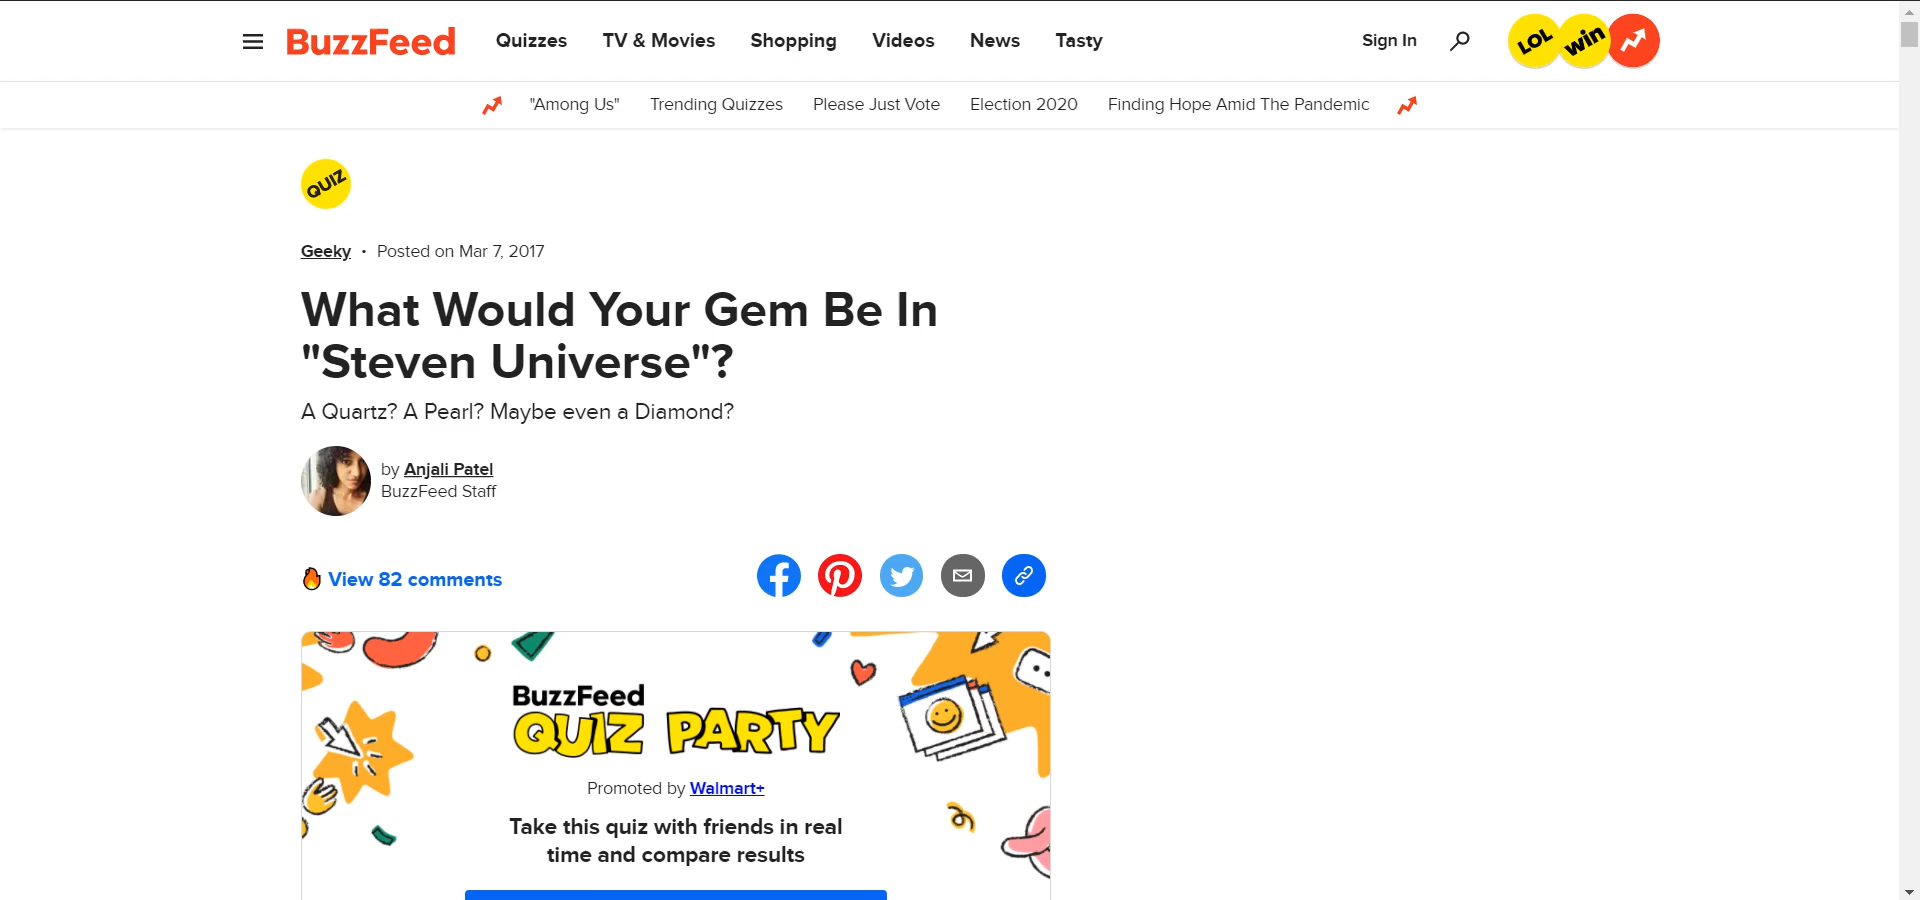 BuzzFeed Quizzes TV & Movies Shopping Videos News Tasty Sign In LOL win
"Among Us" Trending Quizzes Please Just Vote Election 2020 Finding Hope Amid The Pandemic
QUIZ
Geeky • Posted on Mar 7, 2017
What Would Your Gem Be In
"Steven Universe"?
A Quartz? A Pearl? Maybe even a Diamond?
by Anjali Patel
BuzzFeed Staff
View 82 comments
BuzzFeed
QUIZ PARTY
Promoted by Walmart+
Take this quiz with friends in real
time and compare results